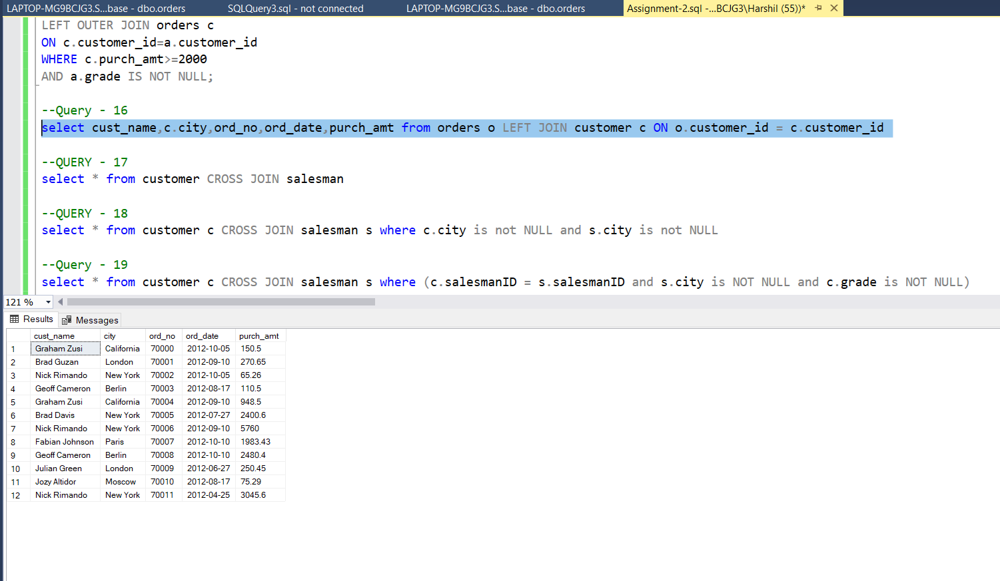 LAPTOP-MG9BCJG3.S...base - dbo.orders SQLQuery3.sql - not connected LAPTOP-MG9BCJG3.S...base - dbo.orders Assignment-2.sql -...BCJG3\Harshil (55))*
LEFT OUTER JOIN orders c
ON c.customer_id=a.customer_id
WHERE c.purch_amt>=2000
AND a.grade IS NOT NULL;
--Query - 16
select cust_name,c.city,ord_no,ord_date,purch_amt from orders o LEFT JOIN customer c ON o.customer_id = c.customer_id
--QUERY - 17
select * from customer CROSS JOIN salesman
--QUERY - 18
select * from customer c CROSS JOIN salesman s where c.city is not NULL and s.city is not NULL
--Query - 19
select * from customer c CROSS JOIN salesman s where (c.salesmanID = s.salesmanID and s.city is NOT NULL and c.grade is NOT NULL)
121 %
Results Messages
cust_name city ord_no ord_date purch_amt
1 Graham Zusi California 70000 2012-10-05 150.5
2 Brad Guzan London 70001 2012-09-10 270.65
3 Nick Rimando New York 70002 2012-10-05 65.26
4 Geoff Cameron Berlin 70003 2012-08-17 110.5
5 Graham Zusi California 70004 2012-09-10 948.5
6 Brad Davis New York 70005 2012-07-27 2400.6
7 Nick Rimando New York 70006 2012-09-10 5760
8 Fabian Johnson Paris 70007 2012-10-10 1983.43
9 Geoff Cameron Berlin 70008 2012-10-10 2480.4
10 Julian Green London 70009 2012-06-27 250.45
11 Jozy Altidor Moscow 70010 2012-08-17 75.29
12 Nick Rimando New York 70011 2012-04-25 3045.6